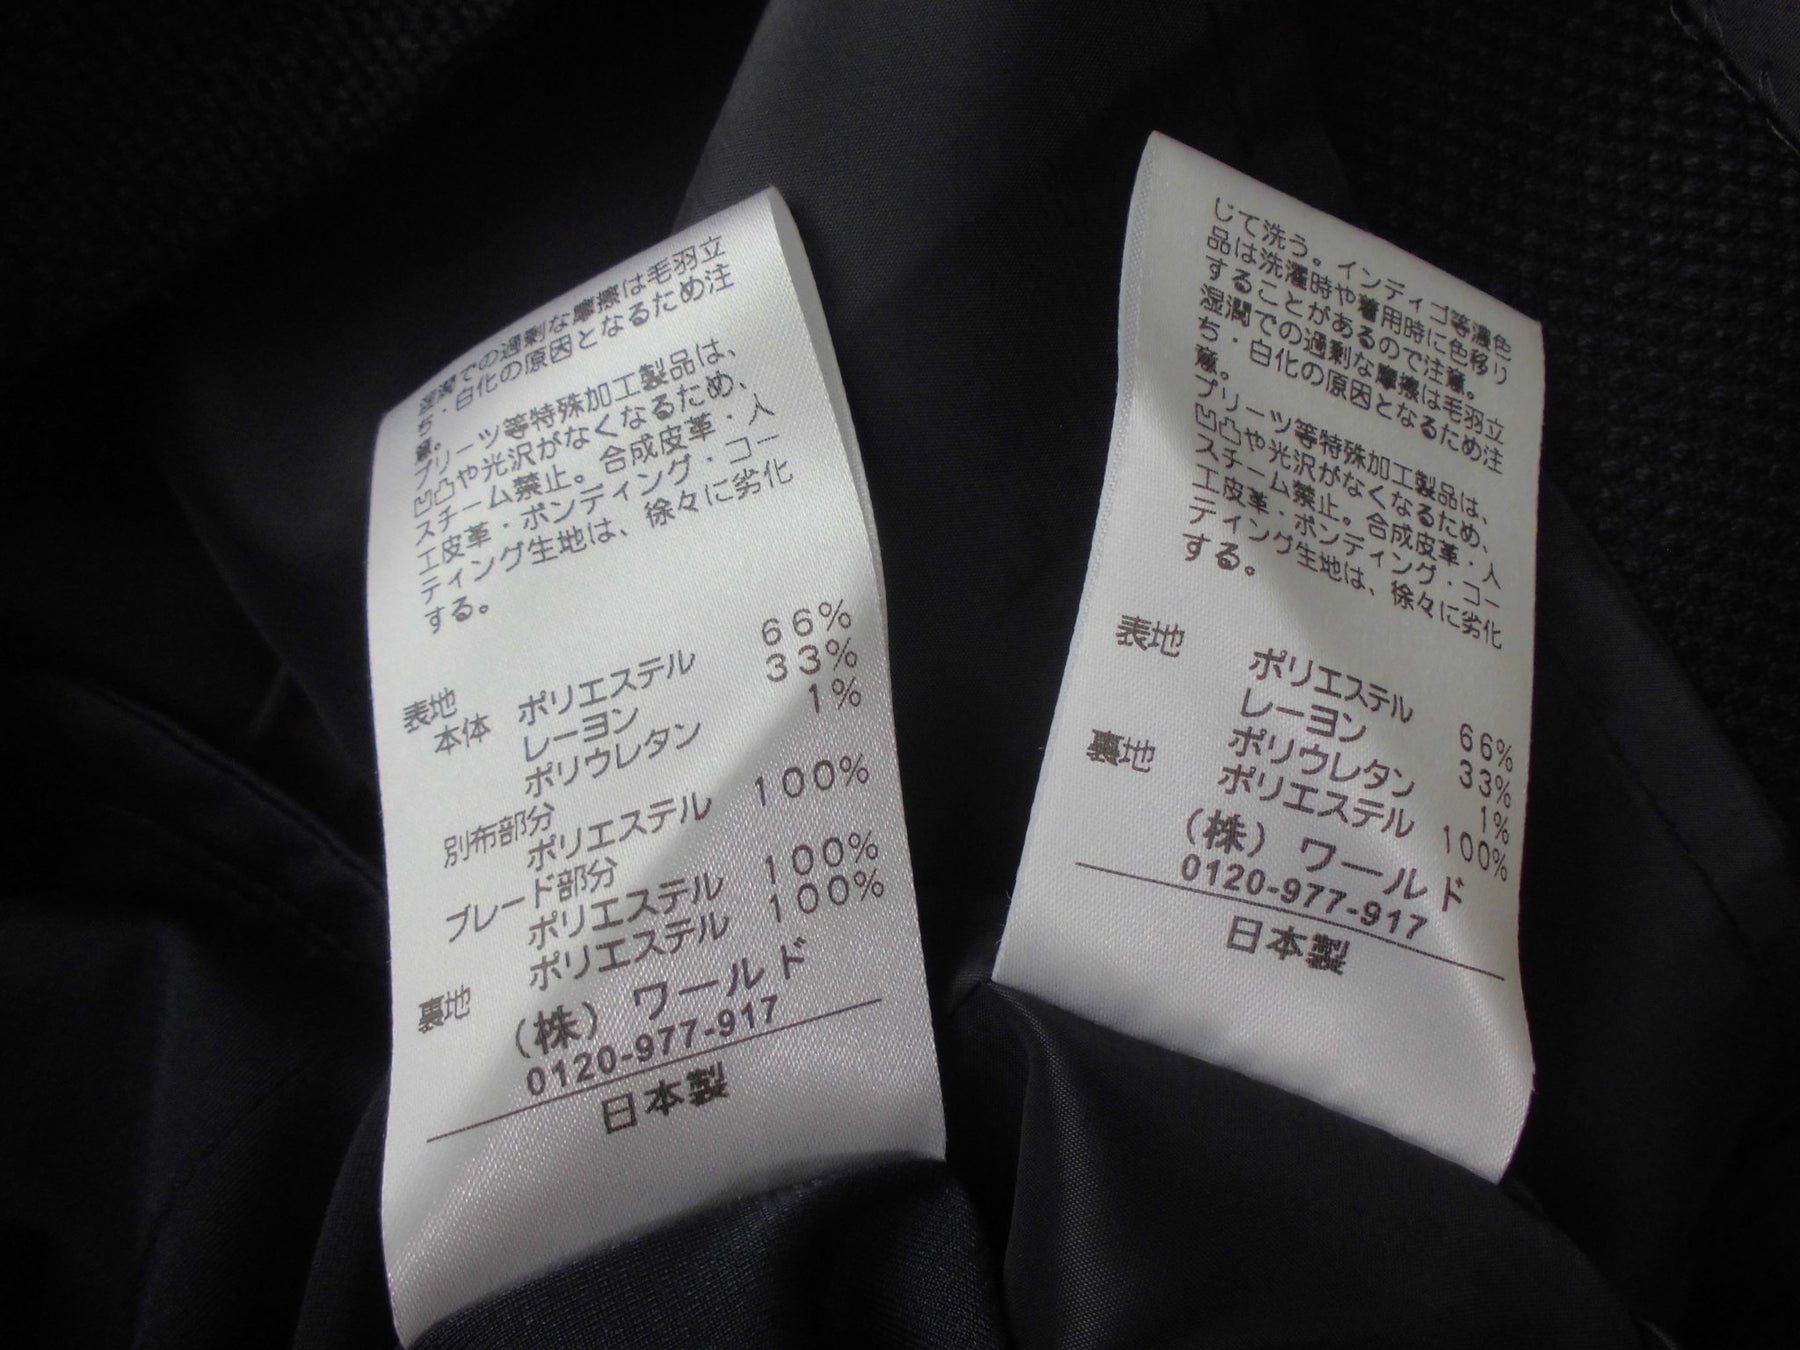 湿潤での過剰な摩擦は毛羽立
ち・白化の原因となるため注
意。
プリーツ等特殊加工製品は、
凹凸や光沢がなくなるため、
スチーム禁止。合成皮革・人
工皮革・ボンディング・コー
ティング生地は、徐々に劣化
する。
表地
本体 ポリエステル 66%
レーヨン 33%
ポリウレタン 1%
別布部分
ポリエステル 100%
ブレード部分
ポリエステル 100%
裏地 ポリエステル 100%
(株) ワールド
0120-977-917
日本製
じて洗う。インディゴ等濃色
品は洗濯時や着用時に色移り
することがあるので注意。
湿潤での過剰な摩擦は毛羽立
ち・白化の原因となるため注
意。
プリーツ等特殊加工製品は、
凹凸や光沢がなくなるため、
スチーム禁止。合成皮革・人
工皮革・ボンディング・コー
ティング生地は、徐々に劣化
する。
表地 ポリエステル 66%
レーヨン 33%
ポリウレタン 1%
裏地 ポリエステル 100%
(株) ワールド
0120-977-917
日本製